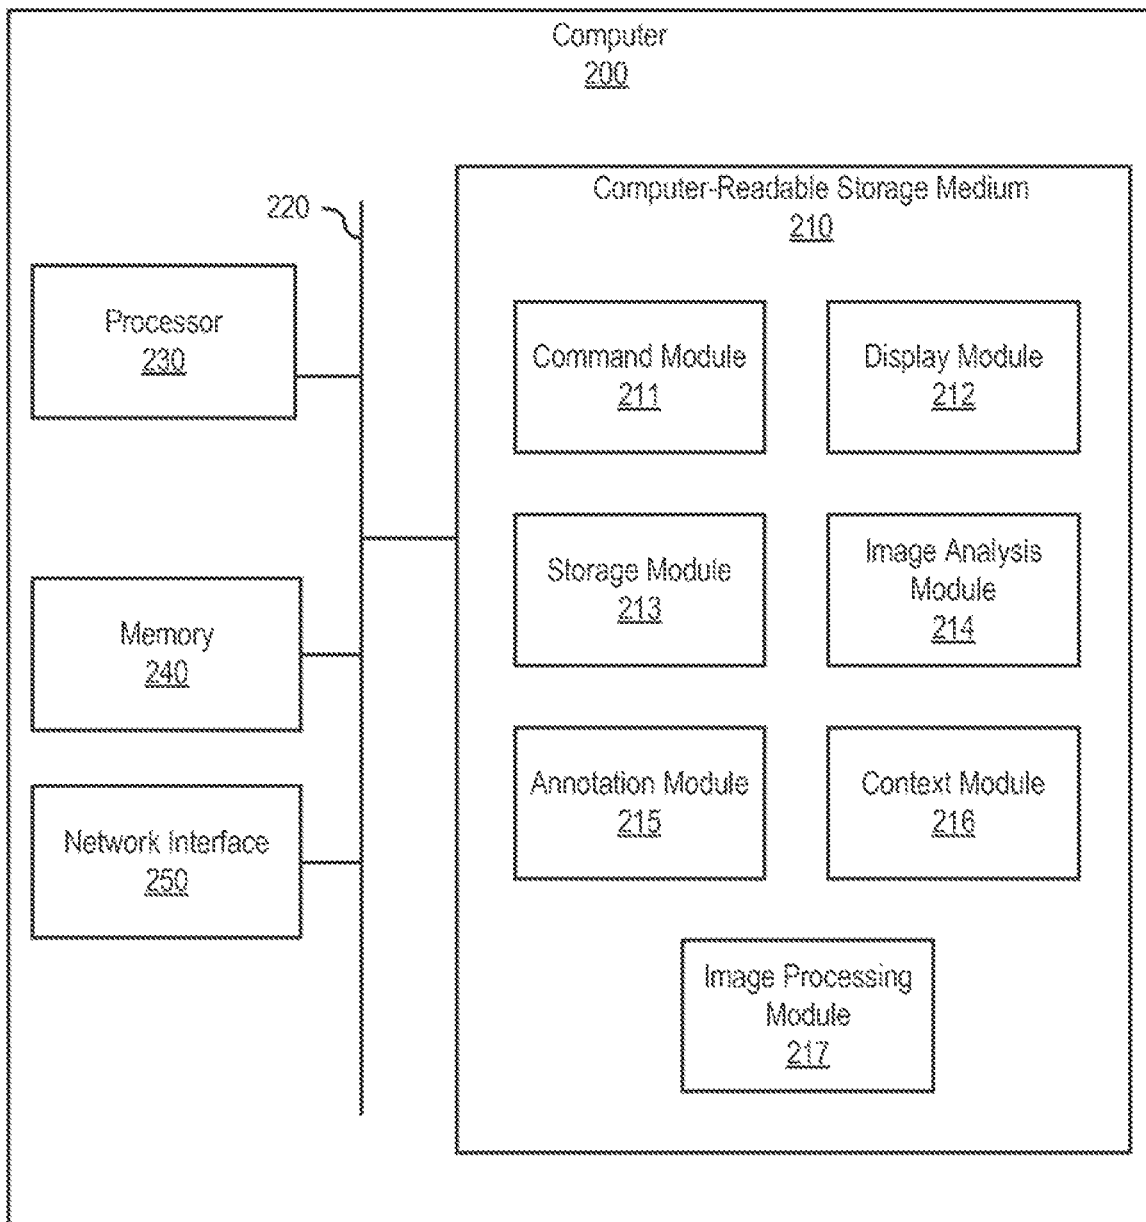 Computer
200
220
Processor
230
Memory
240
Network Interface
250
Computer-Readable Storage Medium
210
Command Module
211
Display Module
212
Storage Module
213
Image Analysis
Module
214
Annotation Module
215
Context Module
216
Image Processing
Module
217